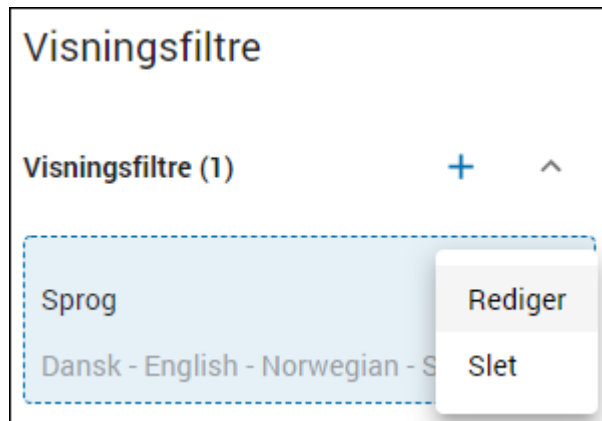 Visningsfiltre
Visningsfiltre (1)
Sprog
Rediger
Dansk - English - Norwegian - S
Slet